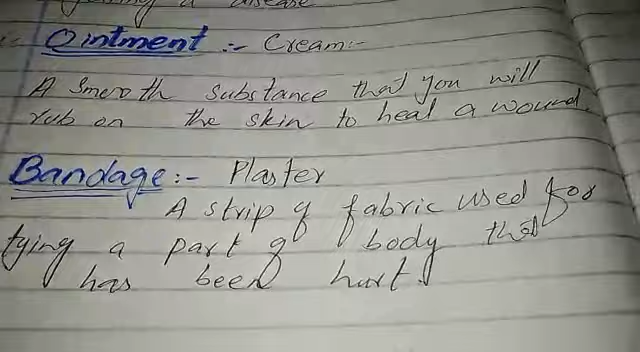 a disease
Ointment :- Cream:-
A Smooth substance that you will
rub on the skin to heal a wound.
Bandage:- Plaster
A strip of fabric used for
tying a part of body that
has been hurt.